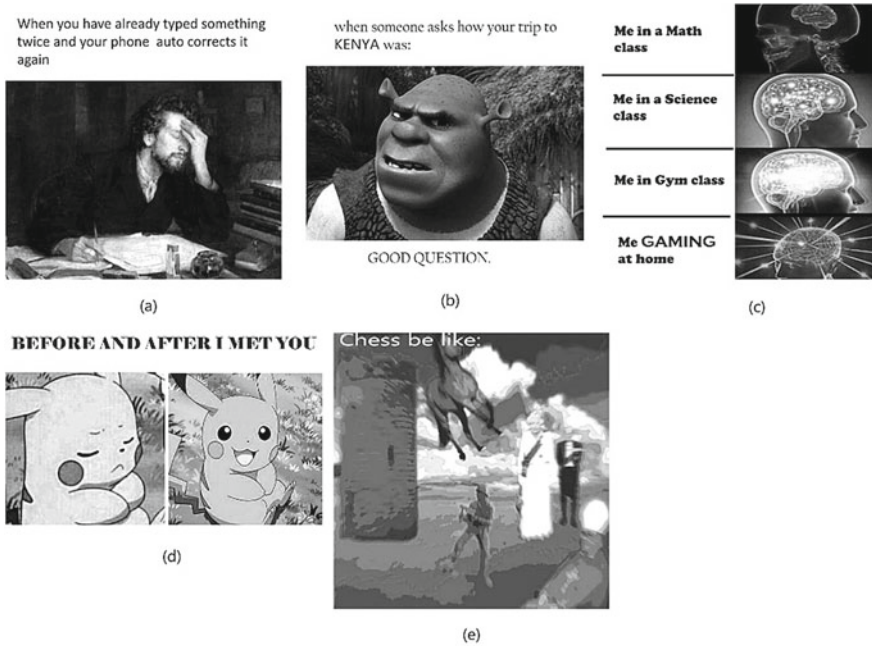 When you have already typed something
twice and your phone auto corrects it
again
(a)
when someone asks how your trip to
KENYA was:
GOOD QUESTION.
(b)
Me in a Math
class
Me in a Science
class
Me in Gym class
Me GAMING
at home
(c)
BEFORE AND AFTER I MET YOU
(d)
Chess be like:
(e)